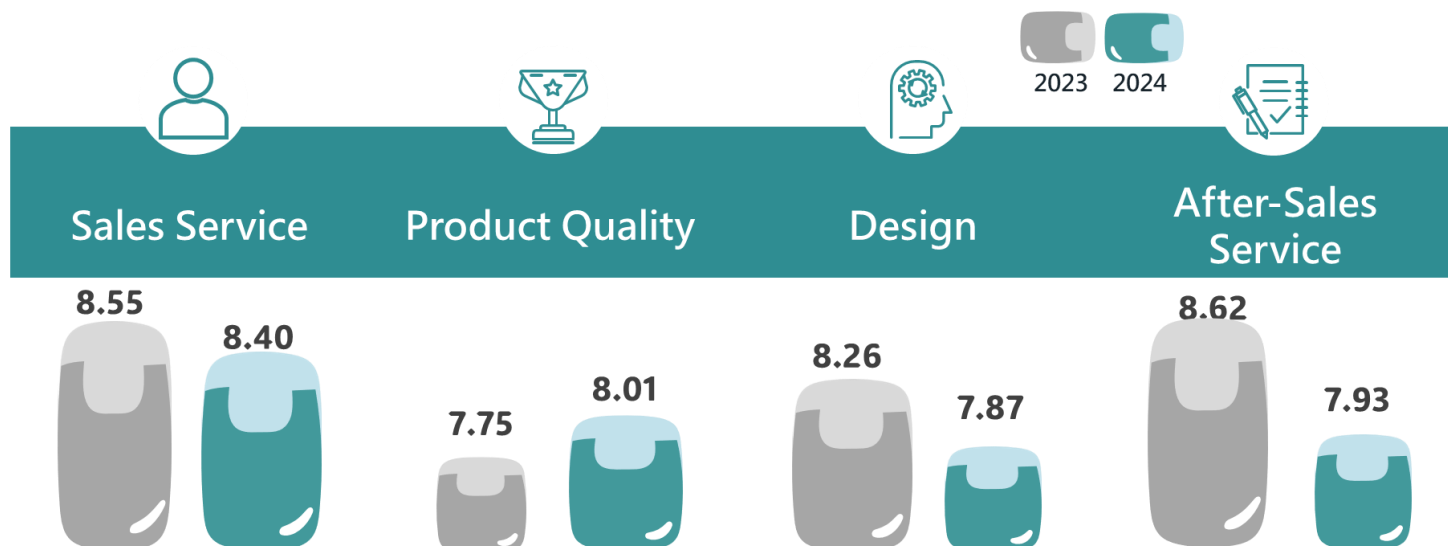 2023 2024
Sales Service
Product Quality
Design
After-Sales
Service
8.55
8.40
7.75
8.01
8.26
7.87
8.62
7.93